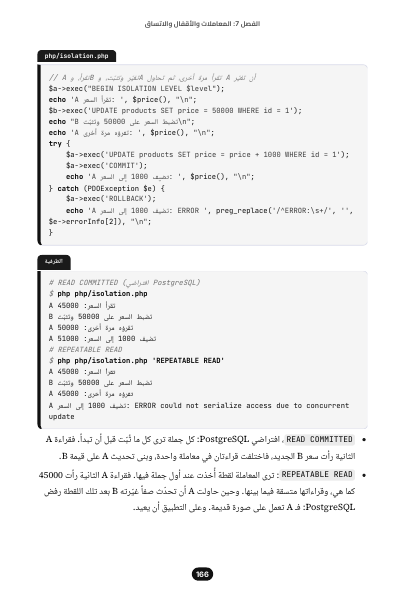 الفصل 7: المعاملات والأقفال والاتساق
php/isolation.php
// A تقرأ، و B تغيّر وتثبّت، ثم تحاول A تقرأ مرة أخرى، و A أن تغيّر
$a->exec("BEGIN ISOLATION LEVEL $level");
echo 'A تقرأ السعر: ', $price(), "\n";
$b->exec('UPDATE products SET price = 50000 WHERE id = 1');
echo "B تضبط السعر على 50000 وتثبّت\n";
echo 'A تقرؤه مرة أخرى: ', $price(), "\n";
try {
$a->exec('UPDATE products SET price = price + 1000 WHERE id = 1');
$a->exec('COMMIT');
echo 'A تضيف 1000 إلى السعر: ', $price(), "\n";
} catch (PDOException $e) {
$a->exec('ROLLBACK');
echo 'A تضيف 1000 إلى السعر: ERROR ', preg_replace('/^ERROR:\s+/', '',
$e->errorInfo[2]), "\n";
}
الطرفية
# READ COMMITTED (افتراضي PostgreSQL)
$ php php/isolation.php
A تقرأ السعر: 45000
B تضبط السعر على 50000 وتثبّت
A تقرؤه مرة أخرى: 50000
A تضيف 1000 إلى السعر: 51000
# REPEATABLE READ
$ php php/isolation.php 'REPEATABLE READ'
A تقرأ السعر: 45000
B تضبط السعر على 50000 وتثبّت
A تقرؤه مرة أخرى: 45000
A تضيف 1000 إلى السعر: ERROR could not serialize access due to concurrent
update
• READ COMMITTED، افتراضي PostgreSQL: كل جملة ترى كل ما ثُبّت قبل أن تبدأ. فقراءة A
الثانية رأت سعر B الجديد، فاختلفت قراءتان في معاملة واحدة، وبنى تحديث A على قيمة B.
• REPEATABLE READ: ترى المعاملة لقطة أُخذت عند أول جملة فيها. فقراءة A الثانية رأت 45000
كما هي، وقراءاتها متسقة فيما بينها. وحين حاولت A أن تحدّث صفاً غيّرته B بعد تلك اللقطة رفض
PostgreSQL: فـ A تعمل على صورة قديمة. وعلى التطبيق أن يعيد.
166